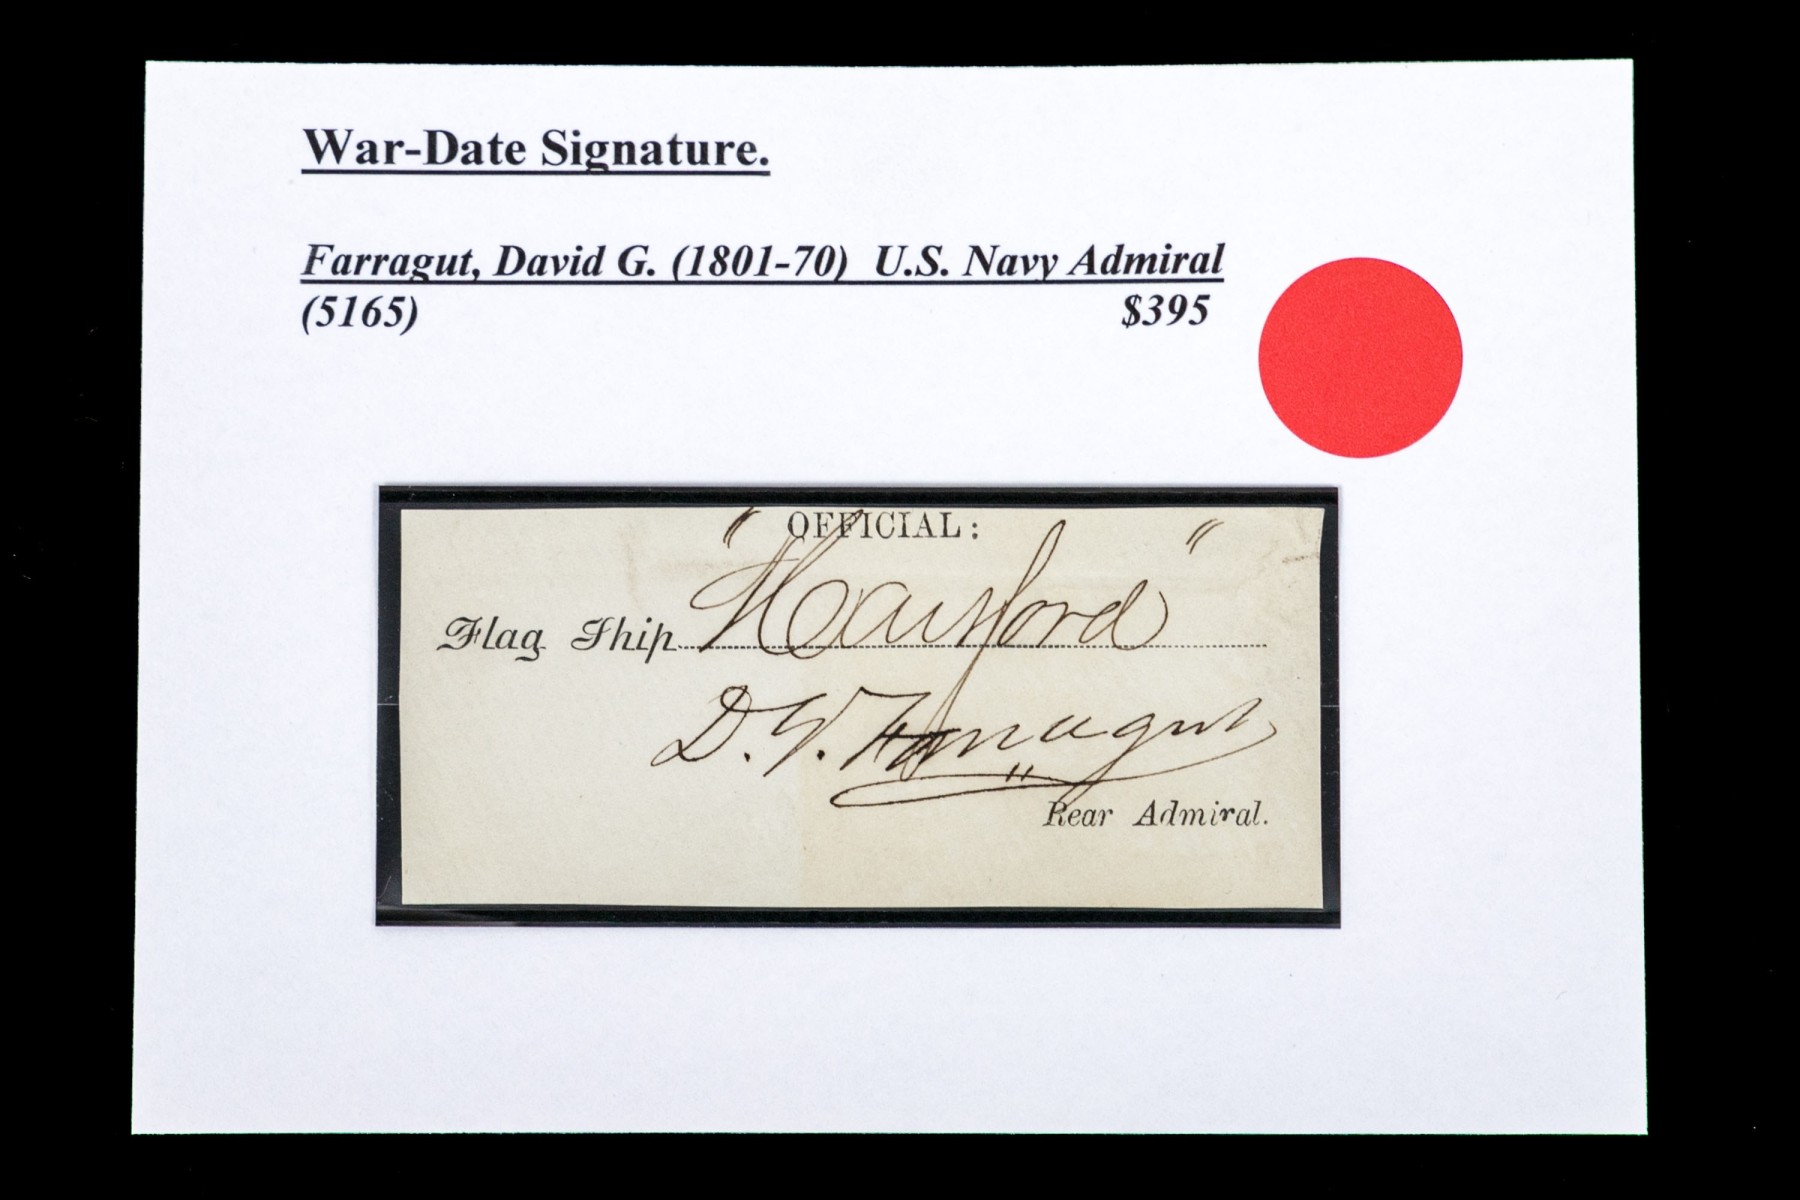 War-Date Signature.
Farragut, David G. (1801-70) U.S. Navy Admiral
(5165) $395
OFFICIAL:
Flag Ship "Hartford"
D. G. Farragut
Rear Admiral.